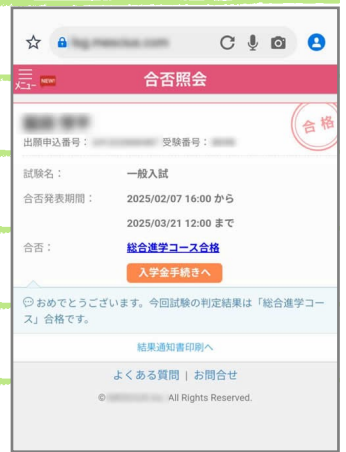 NEW!
メニュー
合否照会
合格
出願申込番号： 受験番号：
試験名： 一般入試
合否発表期間： 2025/02/07 16:00 から
2025/03/21 12:00 まで
合否： 総合進学コース合格
入学金手続きへ
おめでとうございます。今回試験の判定結果は「総合進学コー
ス」合格です。
結果通知書印刷へ
よくある質問 | お問合せ
© All Rights Reserved.